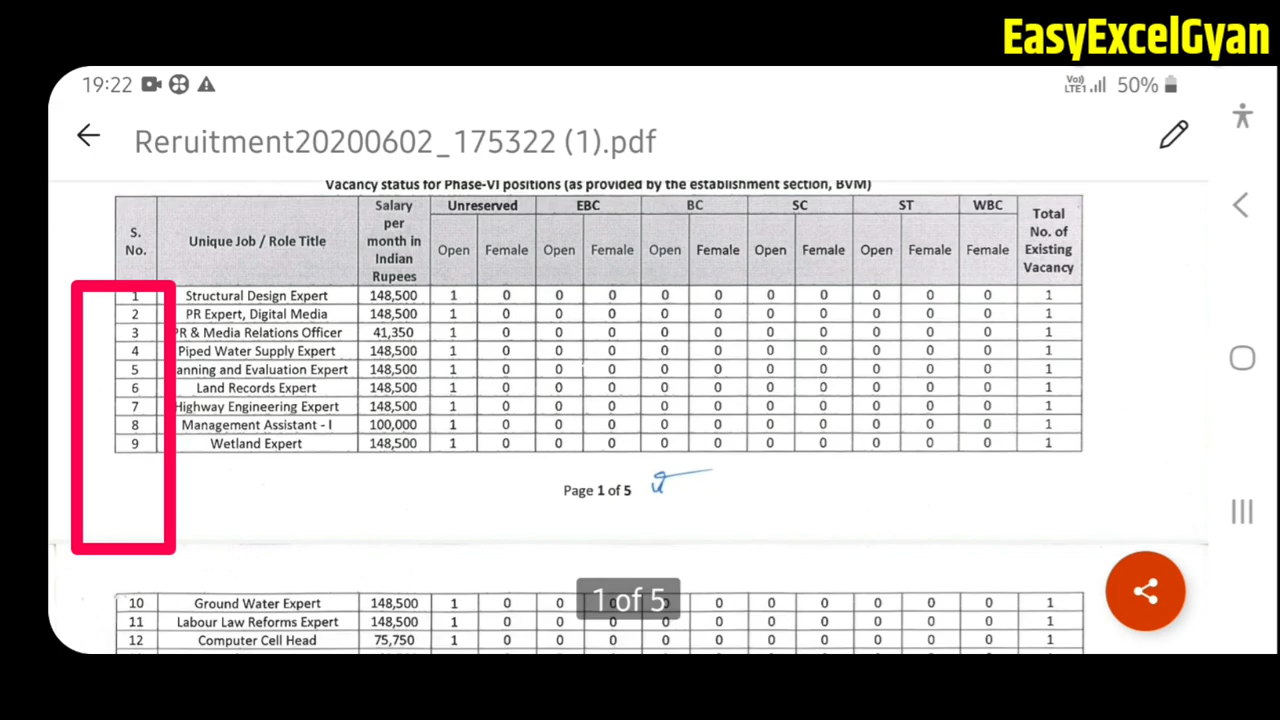 EasyExcelGyan
19:22
Vo)) LTE1 50%
Reruitment20200602_175322 (1).pdf
Vacancy status for Phase-VI positions (as provided by the establishment section, BVM)
S. No. Unique Job / Role Title Salary per month in Indian Rupees Unreserved EBC BC SC ST WBC Total No. of Existing Vacancy
Open Female Open Female Open Female Open Female Open Female Female
1 Structural Design Expert 148,500 1 0 0 0 0 0 0 0 0 0 0 1
2 PR Expert, Digital Media 148,500 1 0 0 0 0 0 0 0 0 0 0 1
3 PR & Media Relations Officer 41,350 1 0 0 0 0 0 0 0 0 0 0 1
4 Piped Water Supply Expert 148,500 1 0 0 0 0 0 0 0 0 0 0 1
5 anning and Evaluation Expert 148,500 1 0 0 0 0 0 0 0 0 0 0 1
6 Land Records Expert 148,500 1 0 0 0 0 0 0 0 0 0 0 1
7 Highway Engineering Expert 148,500 1 0 0 0 0 0 0 0 0 0 0 1
8 Management Assistant - I 100,000 1 0 0 0 0 0 0 0 0 0 0 1
9 Wetland Expert 148,500 1 0 0 0 0 0 0 0 0 0 0 1
Page 1 of 5
10 Ground Water Expert 148,500 1 0 0 0 0 0 0 0 0 0 1
1 of 5
11 Labour Law Reforms Expert 148,500 1 0 0 0 0 0 0 0 0 0 0 1
12 Computer Cell Head 75,750 1 0 0 0 0 0 0 0 0 0 0 1